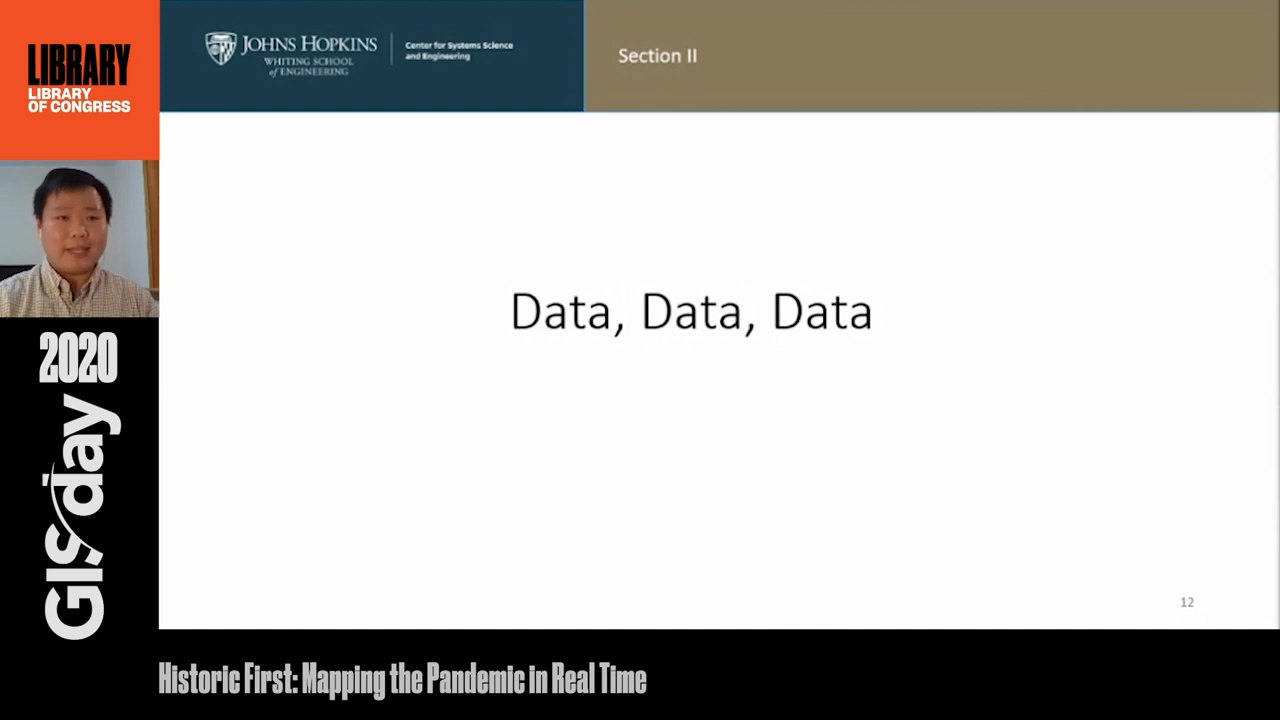 LIBRARY
LIBRARY
OF CONGRESS
JOHNS HOPKINS
WHITING SCHOOL
of ENGINEERING
Center for Systems Science
and Engineering
Section II
Data, Data, Data
12
2020
GISday
Historic First: Mapping the Pandemic in Real Time